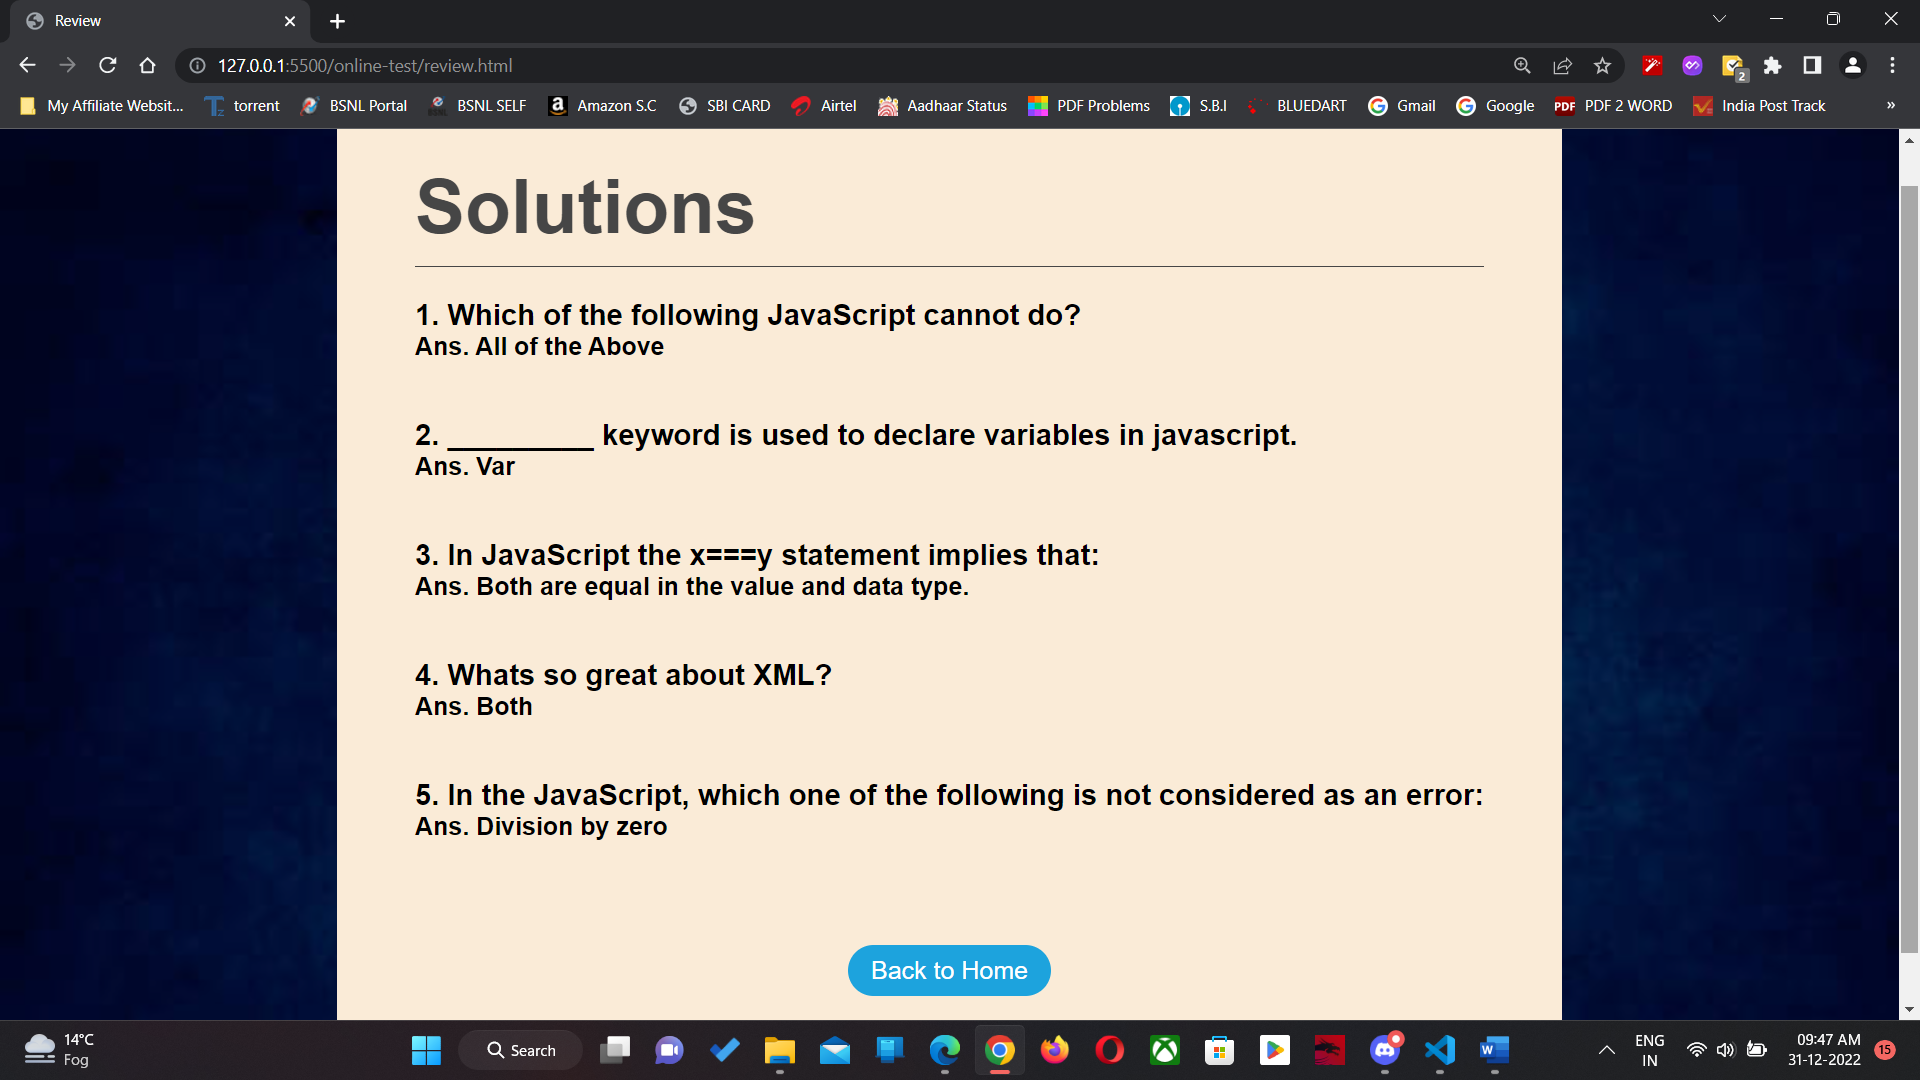 Review
127.0.0.1:5500/online-test/review.html
2
My Affiliate Websit...
torrent
BSNL Portal
BSNL SELF
Amazon S.C
SBI CARD
Airtel
Aadhaar Status
PDF Problems
S.B.I
BLUEDART
Gmail
Google
PDF
PDF 2 WORD
India Post Track
»
Solutions
1. Which of the following JavaScript cannot do?
Ans. All of the Above
2. _________ keyword is used to declare variables in javascript.
Ans. Var
3. In JavaScript the x===y statement implies that:
Ans. Both are equal in the value and data type.
4. Whats so great about XML?
Ans. Both
5. In the JavaScript, which one of the following is not considered as an error:
Ans. Division by zero
Back to Home
14°C
Fog
Search
ENG
IN
09:47 AM
31-12-2022
15